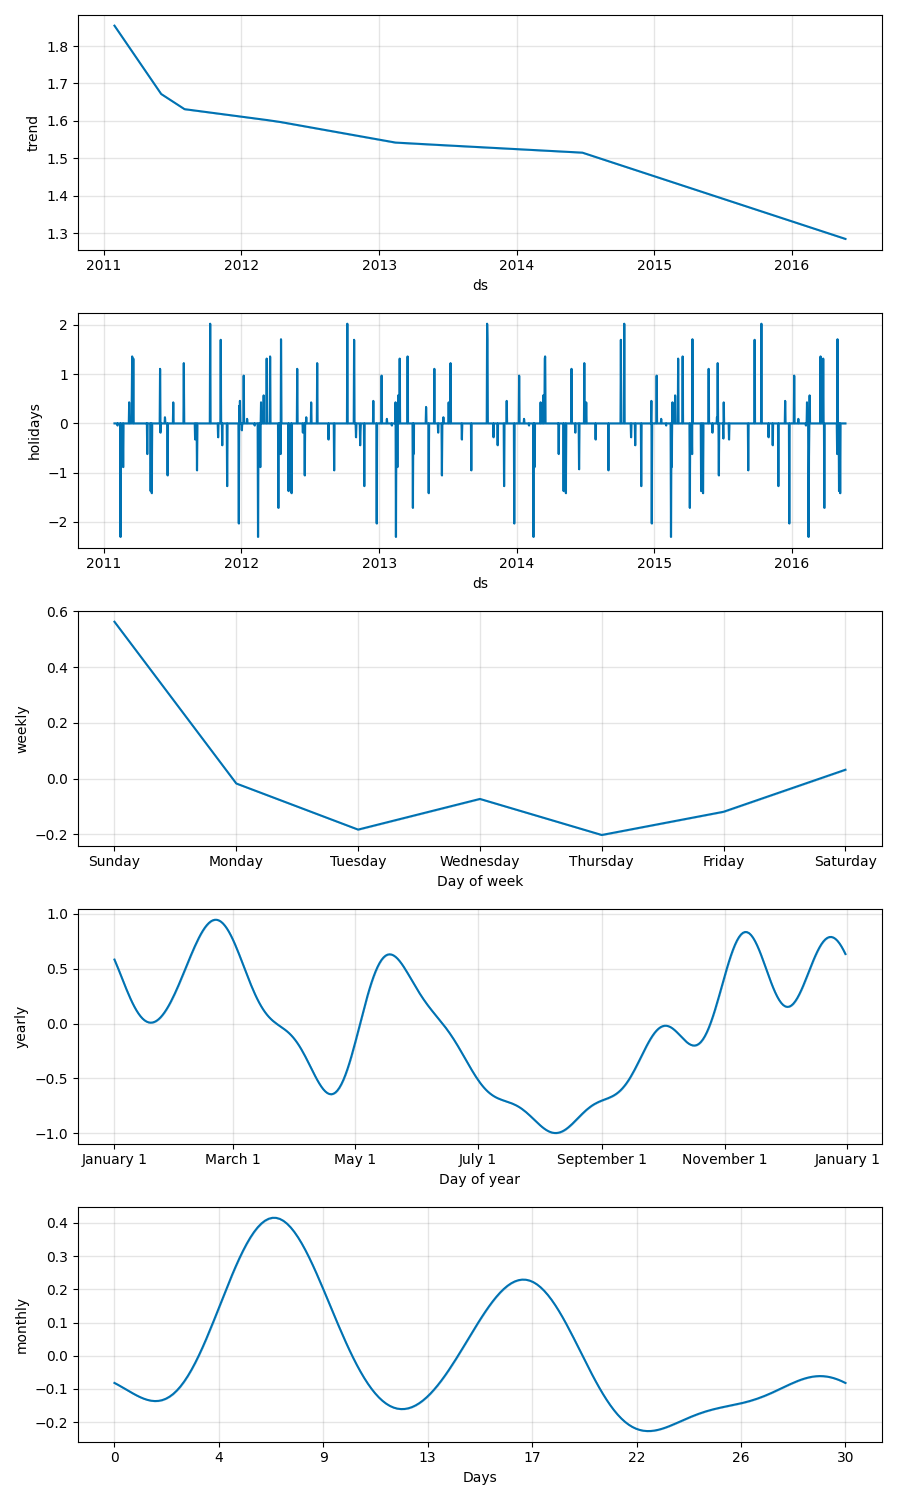 1.8
1.7
1.6
1.5
1.4
1.3
trend
2011 2012 2013 2014 2015 2016
ds
2
1
0
−1
−2
holidays
2011 2012 2013 2014 2015 2016
ds
0.6
0.4
0.2
0.0
−0.2
weekly
Sunday Monday Tuesday Wednesday Thursday Friday Saturday
Day of week
1.0
0.5
0.0
−0.5
−1.0
yearly
January 1 March 1 May 1 July 1 September 1 November 1 January 1
Day of year
0.4
0.3
0.2
0.1
0.0
−0.1
−0.2
monthly
0 4 9 13 17 22 26 30
Days